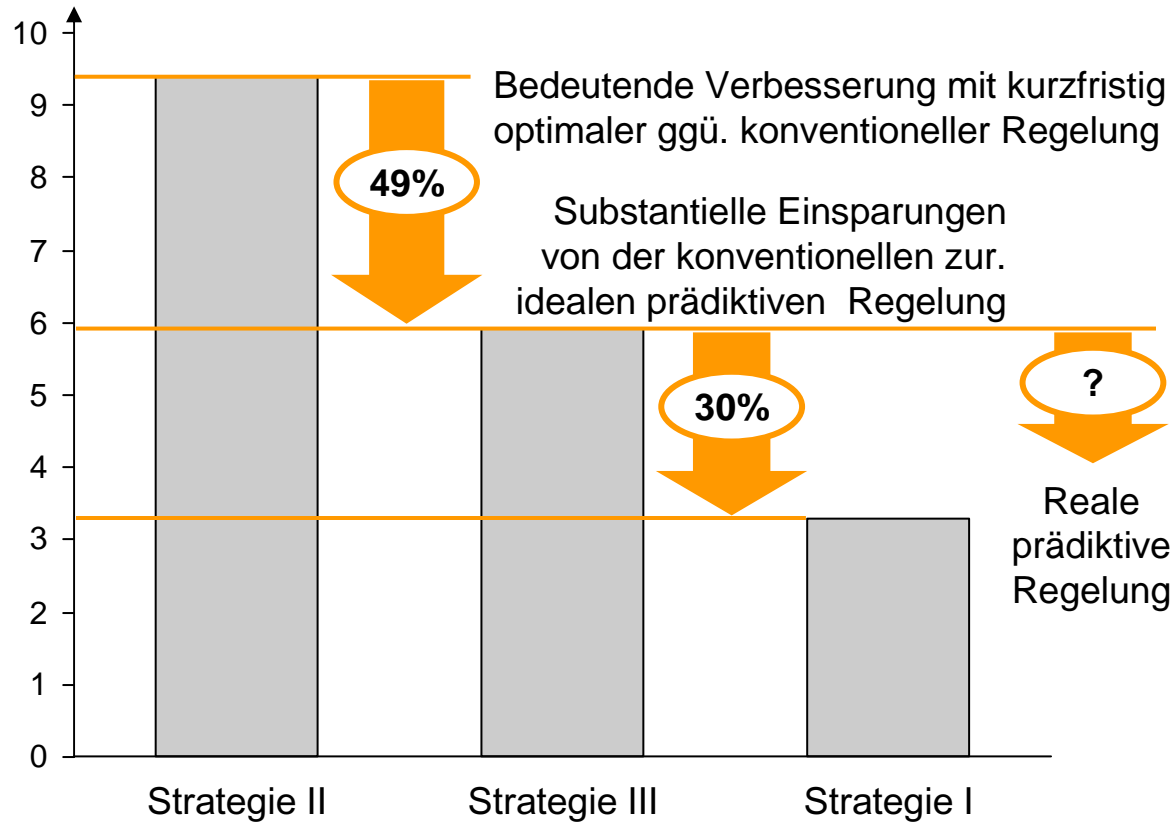 10
9
8
7
6
5
4
3
2
1
0
Bedeutende Verbesserung mit kurzfristig
optimaler ggü. konventioneller Regelung
49%
Substantielle Einsparungen
von der konventionellen zur.
idealen prädiktiven Regelung
30%
?
Reale
prädiktive
Regelung
Strategie II
Strategie III
Strategie I